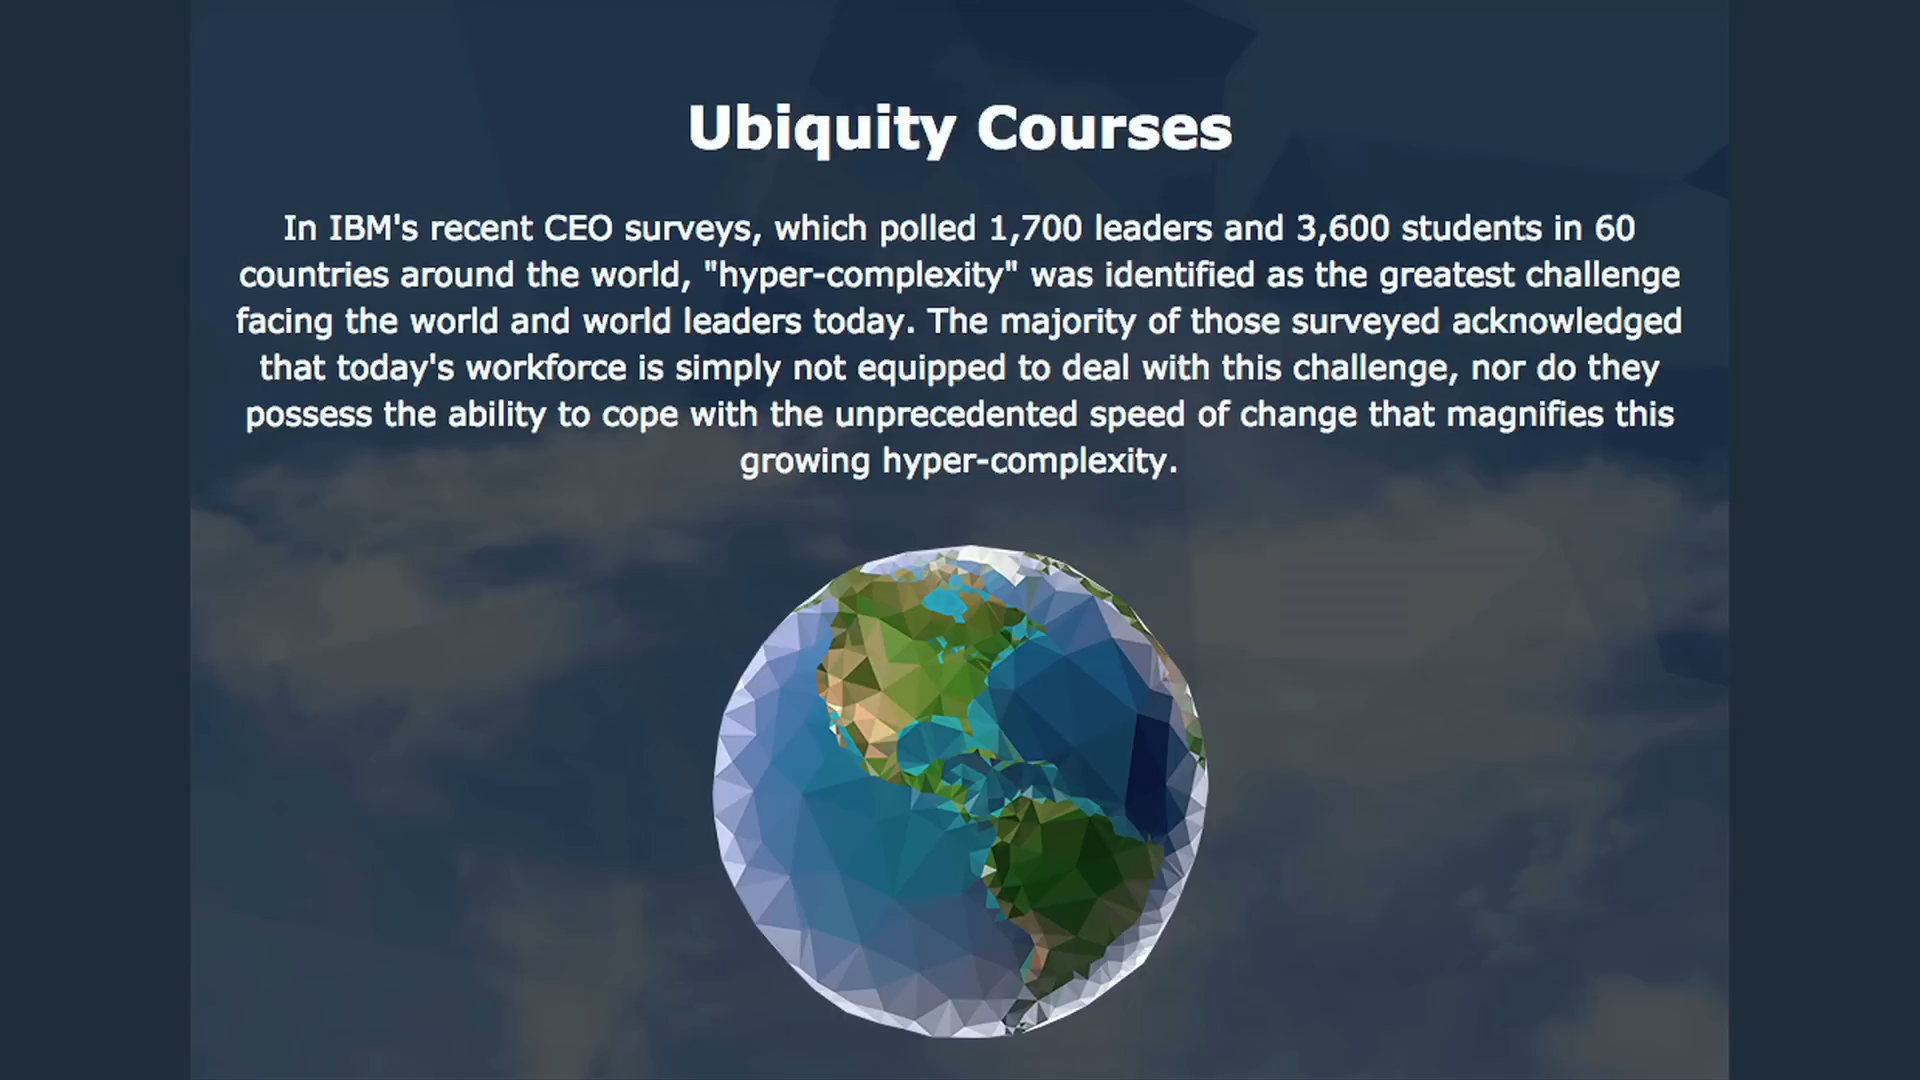 Ubiquity Courses
In IBM's recent CEO surveys, which polled 1,700 leaders and 3,600 students in 60
countries around the world, "hyper-complexity" was identified as the greatest challenge
facing the world and world leaders today. The majority of those surveyed acknowledged
that today's workforce is simply not equipped to deal with this challenge, nor do they
possess the ability to cope with the unprecedented speed of change that magnifies this
growing hyper-complexity.